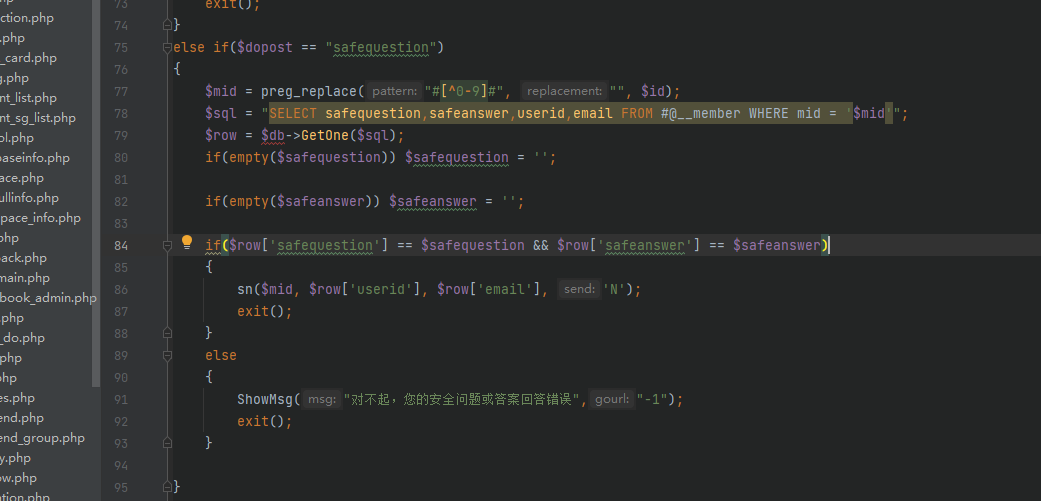 ction.php
.php
_card.php
g.php
nt_list.php
nt_sg_list.php
ol.php
baseinfo.php
ace.php
ullinfo.php
space_info.php
.php
back.php
main.php
book_admin.php
.php
_do.php
php
php
es.php
end.php
end_group.php
y.php
ow.php
ation.php
73 exit();
74 }
75 else if($dopost == "safequestion")
76 {
77 $mid = preg_replace( pattern: "#[^0-9]#", replacement: "", $id);
78 $sql = "SELECT safequestion,safeanswer,userid,email FROM #@__member WHERE mid = '$mid'";
79 $row = $db->GetOne($sql);
80 if(empty($safequestion)) $safequestion = '';
81
82 if(empty($safeanswer)) $safeanswer = '';
83
84 if($row['safequestion'] == $safequestion && $row['safeanswer'] == $safeanswer)
85 {
86 sn($mid, $row['userid'], $row['email'], send: 'N');
87 exit();
88 }
89 else
90 {
91 ShowMsg( msg: "对不起，您的安全问题或答案回答错误", gourl: "-1");
92 exit();
93 }
94
95 }